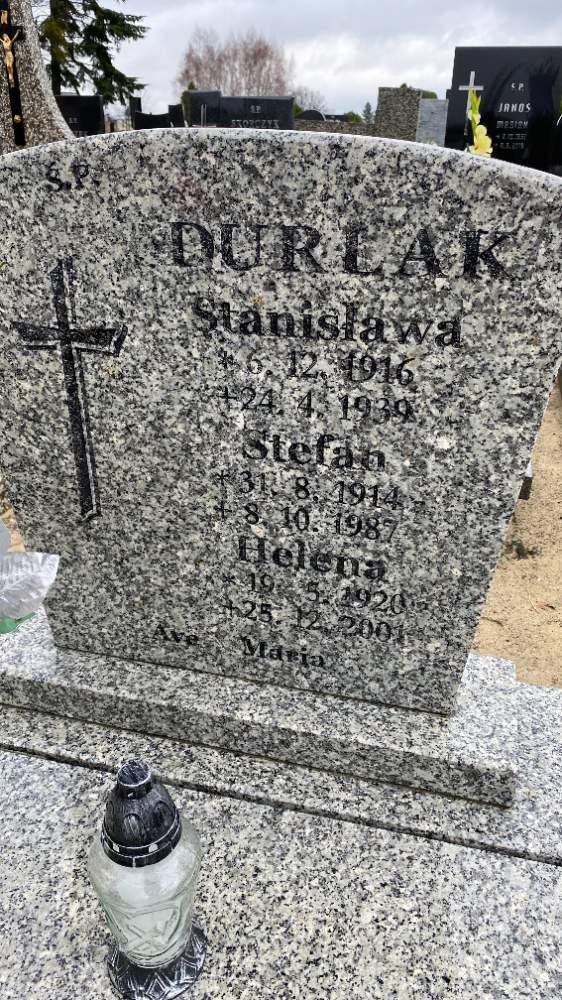 Ś.P.
DURLAK
Stanisława
* 6. 12. 1916
+ 24. 4. 1939
Stefan
* 31. 8. 1914
+ 8. 10. 1987
Helena
* 19. 5. 1920
+ 25. 12. 2001
Ave Maria
S.P.
JANOS